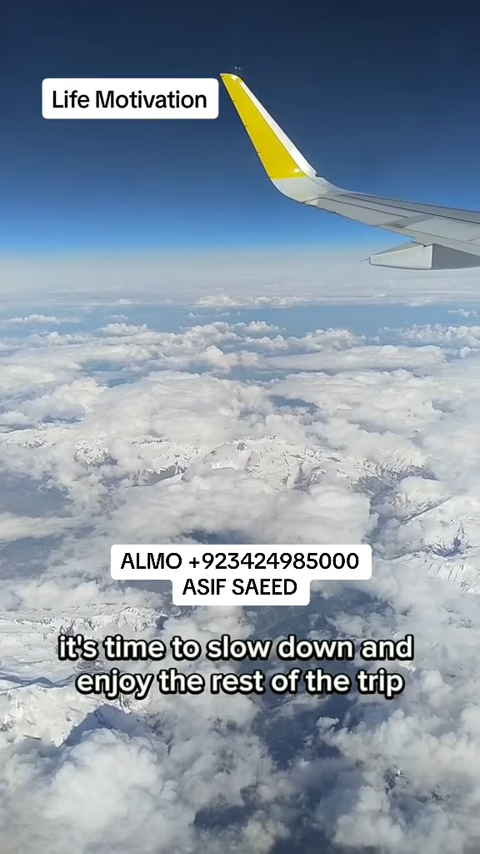 Life Motivation
ALMO +923424985000
ASIF SAEED
it's time to slow down and
enjoy the rest of the trip